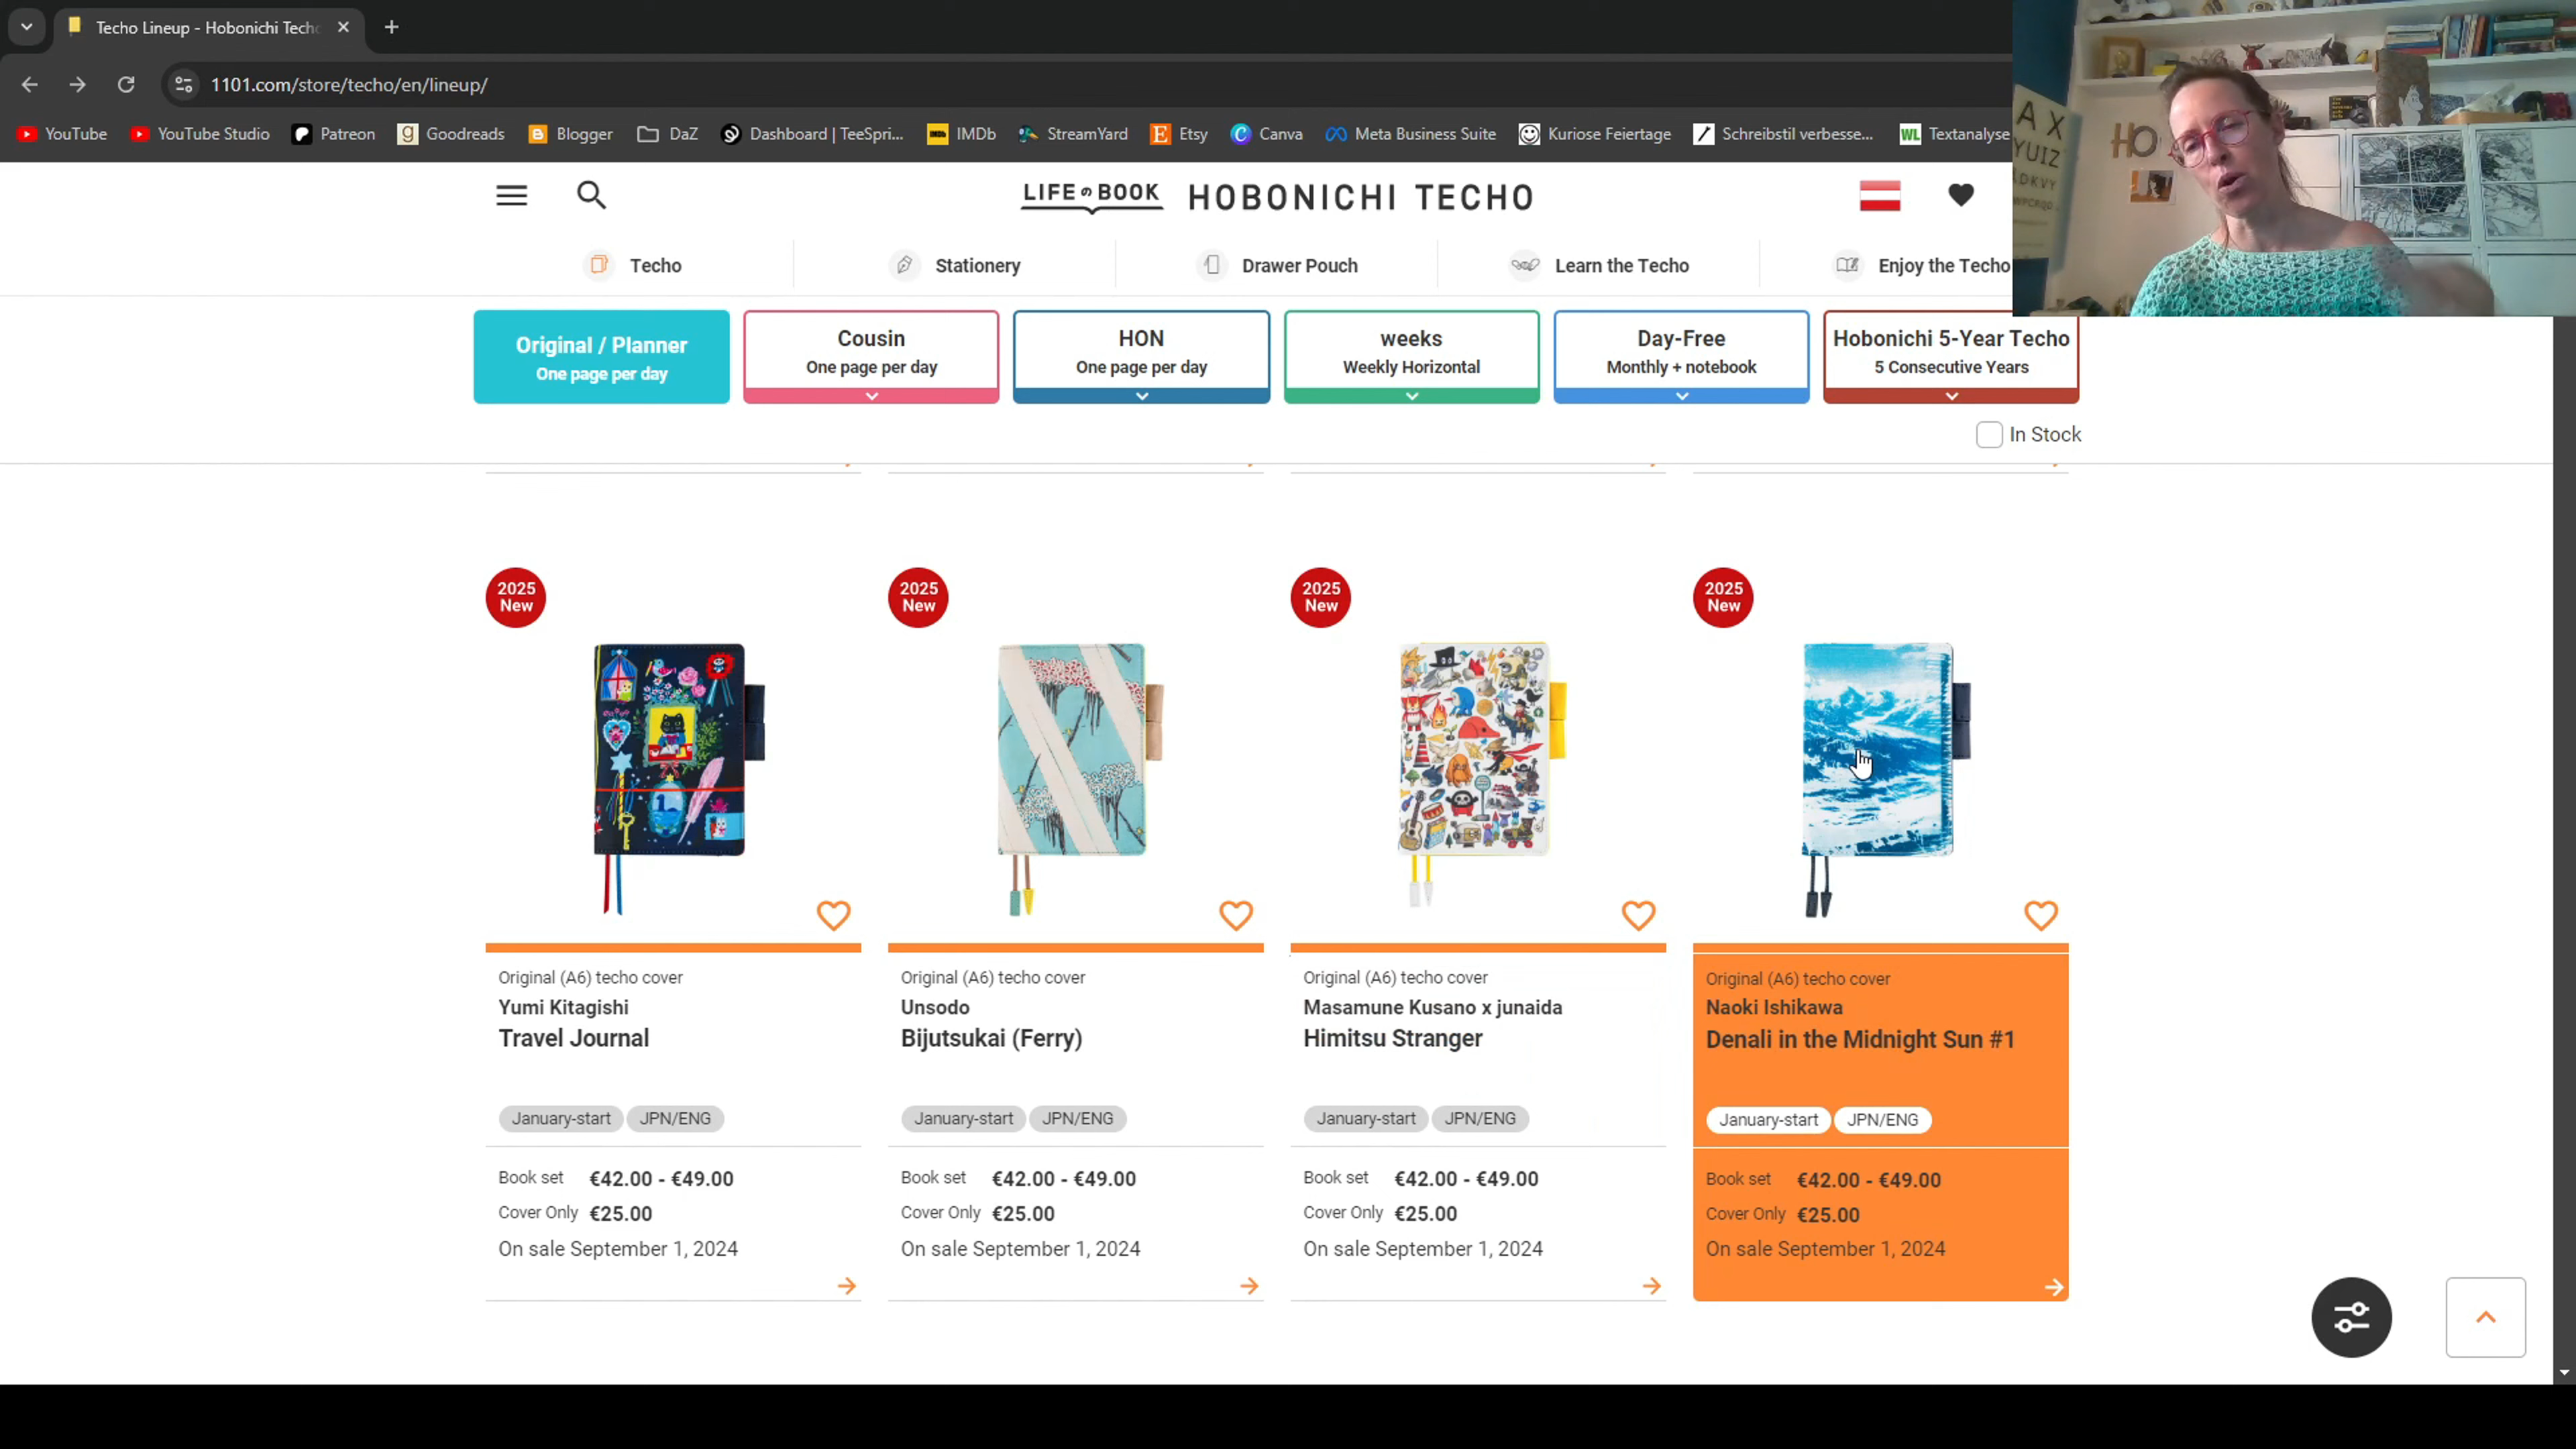 Techo Lineup - Hobonichi Techo
1101.com/store/techo/en/lineup/
YouTube
YouTube Studio
Patreon
Goodreads
Blogger
DaZ
Dashboard | TeeSpri...
IMDb
StreamYard
Etsy
Canva
Meta Business Suite
Kuriose Feiertage
Schreibstil verbesse...
WL
Textanalyse
LIFE a BOOK
HOBONICHI TECHO
Techo
Stationery
Drawer Pouch
Learn the Techo
Enjoy the Techo
Original / Planner
One page per day
Cousin
One page per day
HON
One page per day
weeks
Weekly Horizontal
Day-Free
Monthly + notebook
Hobonichi 5-Year Techo
5 Consecutive Years
In Stock
2025
New
2025
New
2025
New
2025
New
Original (A6) techo cover
Yumi Kitagishi
Travel Journal
January-start
JPN/ENG
Book set €42.00 - €49.00
Cover Only €25.00
On sale September 1, 2024
Original (A6) techo cover
Unsodo
Bijutsukai (Ferry)
January-start
JPN/ENG
Book set €42.00 - €49.00
Cover Only €25.00
On sale September 1, 2024
Original (A6) techo cover
Masamune Kusano x junaida
Himitsu Stranger
January-start
JPN/ENG
Book set €42.00 - €49.00
Cover Only €25.00
On sale September 1, 2024
Original (A6) techo cover
Naoki Ishikawa
Denali in the Midnight Sun #1
January-start
JPN/ENG
Book set €42.00 - €49.00
Cover Only €25.00
On sale September 1, 2024
A X
YUIZ
DKVY
HO